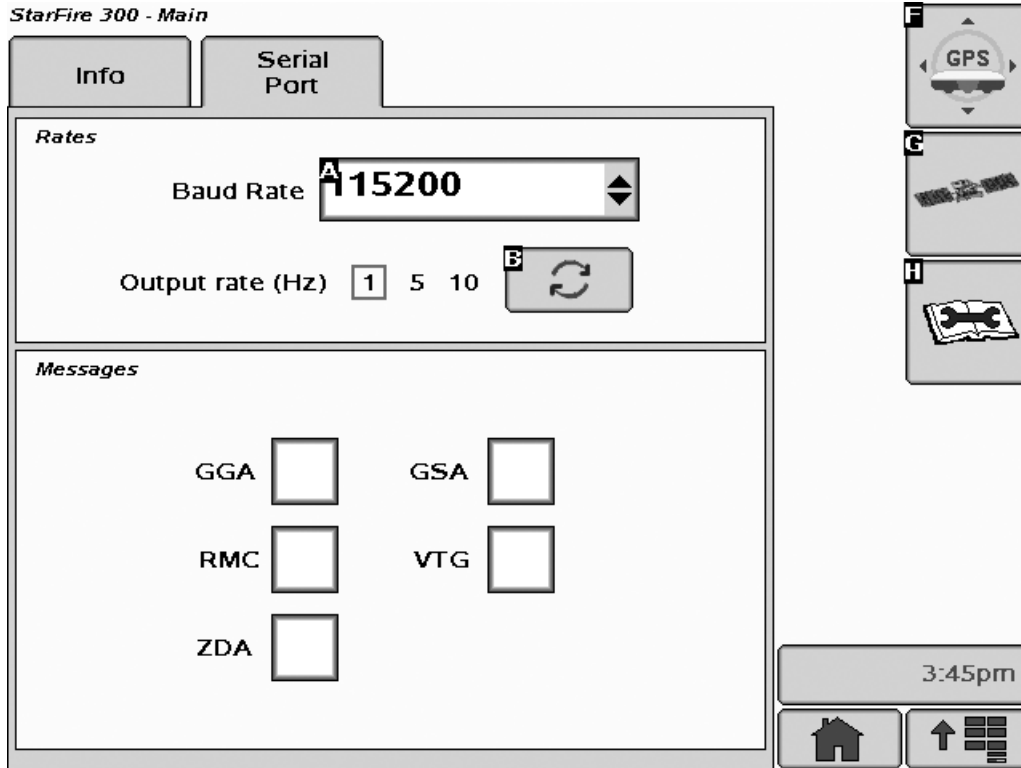 StarFire 300 - Main
Info
Serial
Port
F
GPS
Rates
G
Baud Rate
A
115200
Output rate (Hz) 1 5 10
B
H
Messages
GGA
GSA
RMC
VTG
ZDA
3:45pm